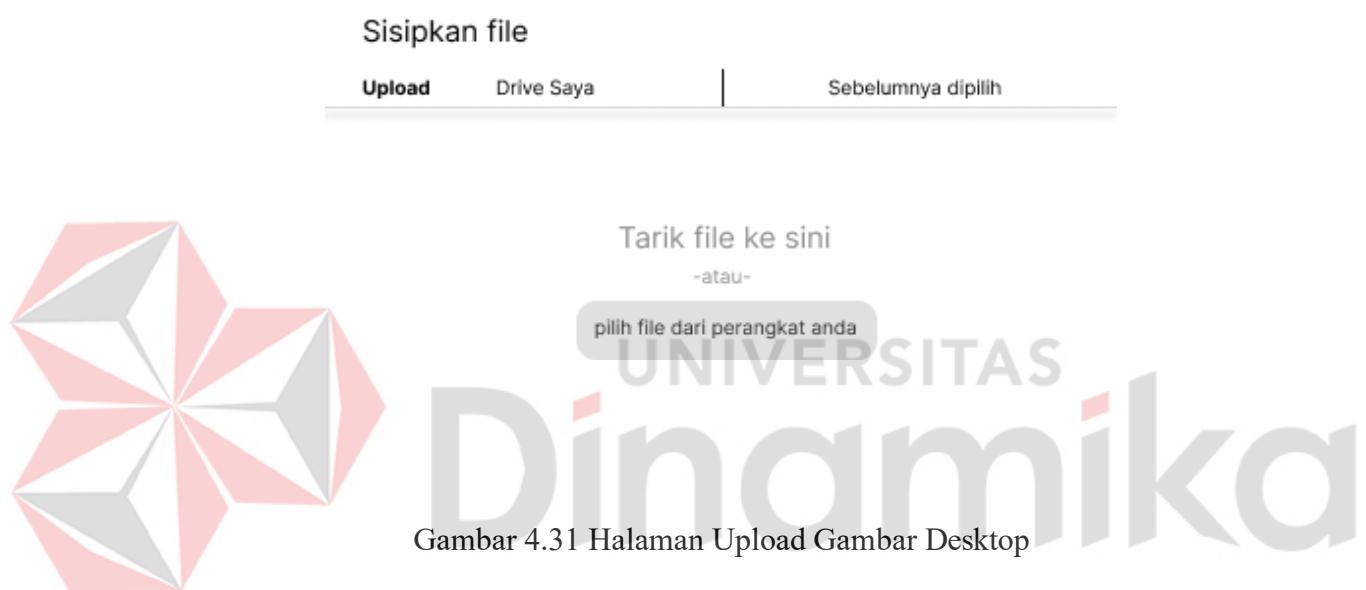 Sisipkan file
Upload Drive Saya Sebelumnya dipilih
Tarik file ke sini
-atau-
pilih file dari perangkat anda
UNIVERSITAS
Dinamika
Gambar 4.31 Halaman Upload Gambar Desktop